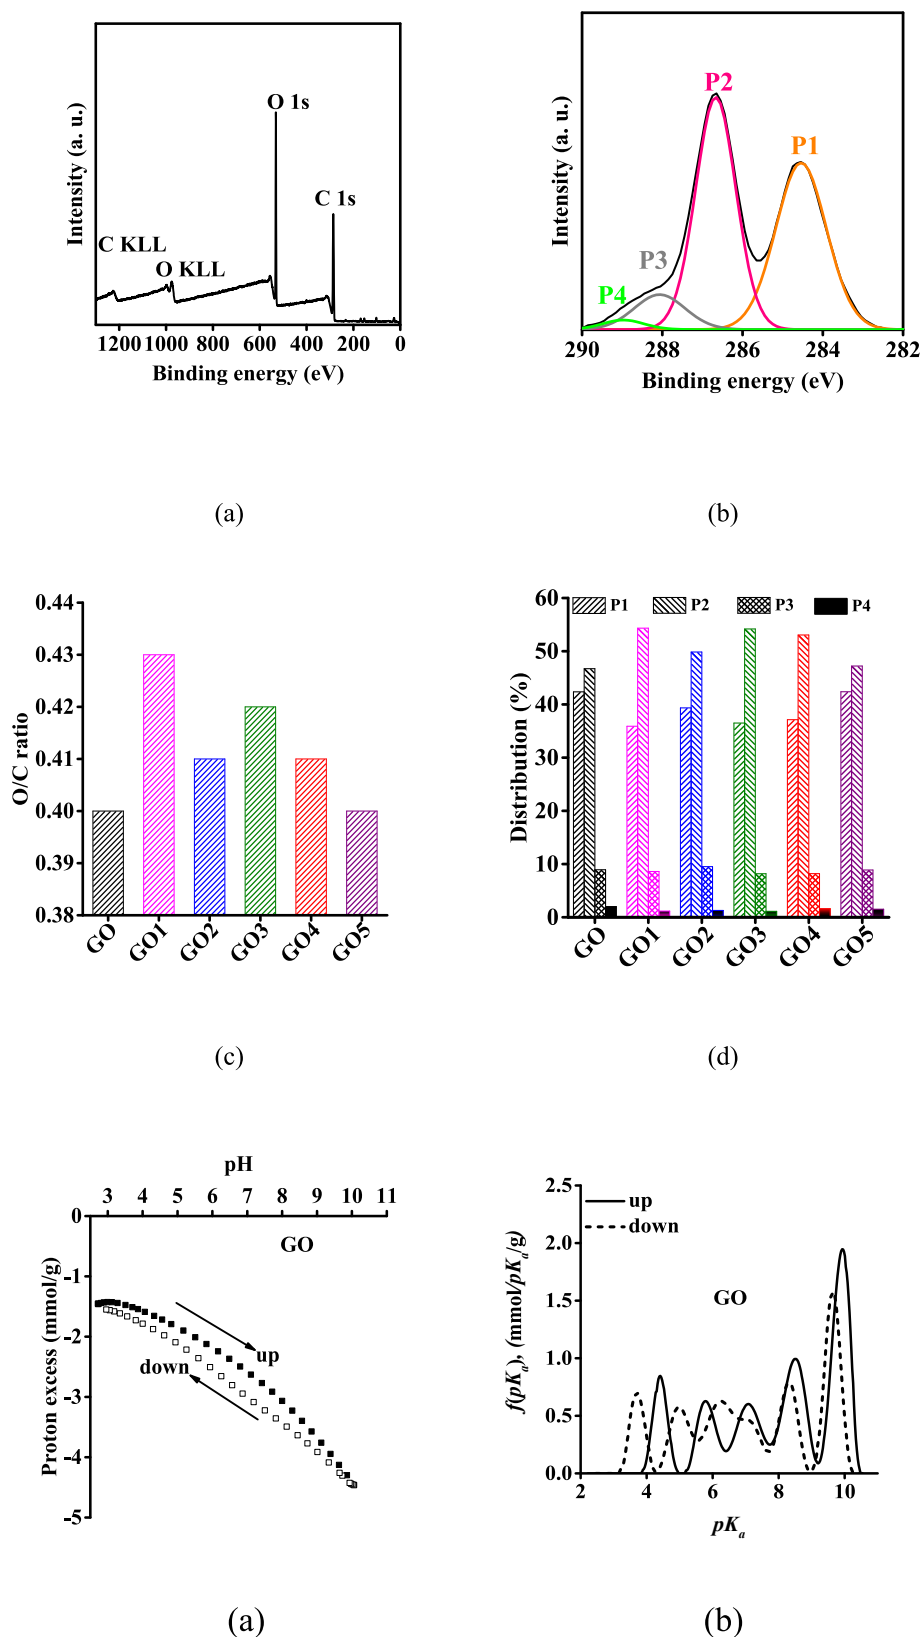 O 1s
C 1s
C KLL
O KLL
Intensity (a. u.)
1200 1000 800 600 400 200 0
Binding energy (eV)
(a)
P2
P1
P3
P4
Intensity (a. u.)
290 288 286 284 282
Binding energy (eV)
(b)
0.44
0.43
0.42
0.41
0.40
0.39
0.38
O/C ratio
GO GO1 GO2 GO3 GO4 GO5
(c)
P1 P2 P3 P4
60
50
40
30
20
10
0
Distribution (%)
GO GO1 GO2 GO3 GO4 GO5
(d)
pH
3 4 5 6 7 8 9 10 11
0
-1
-2
-3
-4
-5
Proton excess (mmol/g)
GO
up
down
(a)
2.5
2.0
1.5
1.0
0.5
0.0
f(pKa), (mmol/pKa/g)
up
down
GO
2 4 6 8 10
pKa
(b)